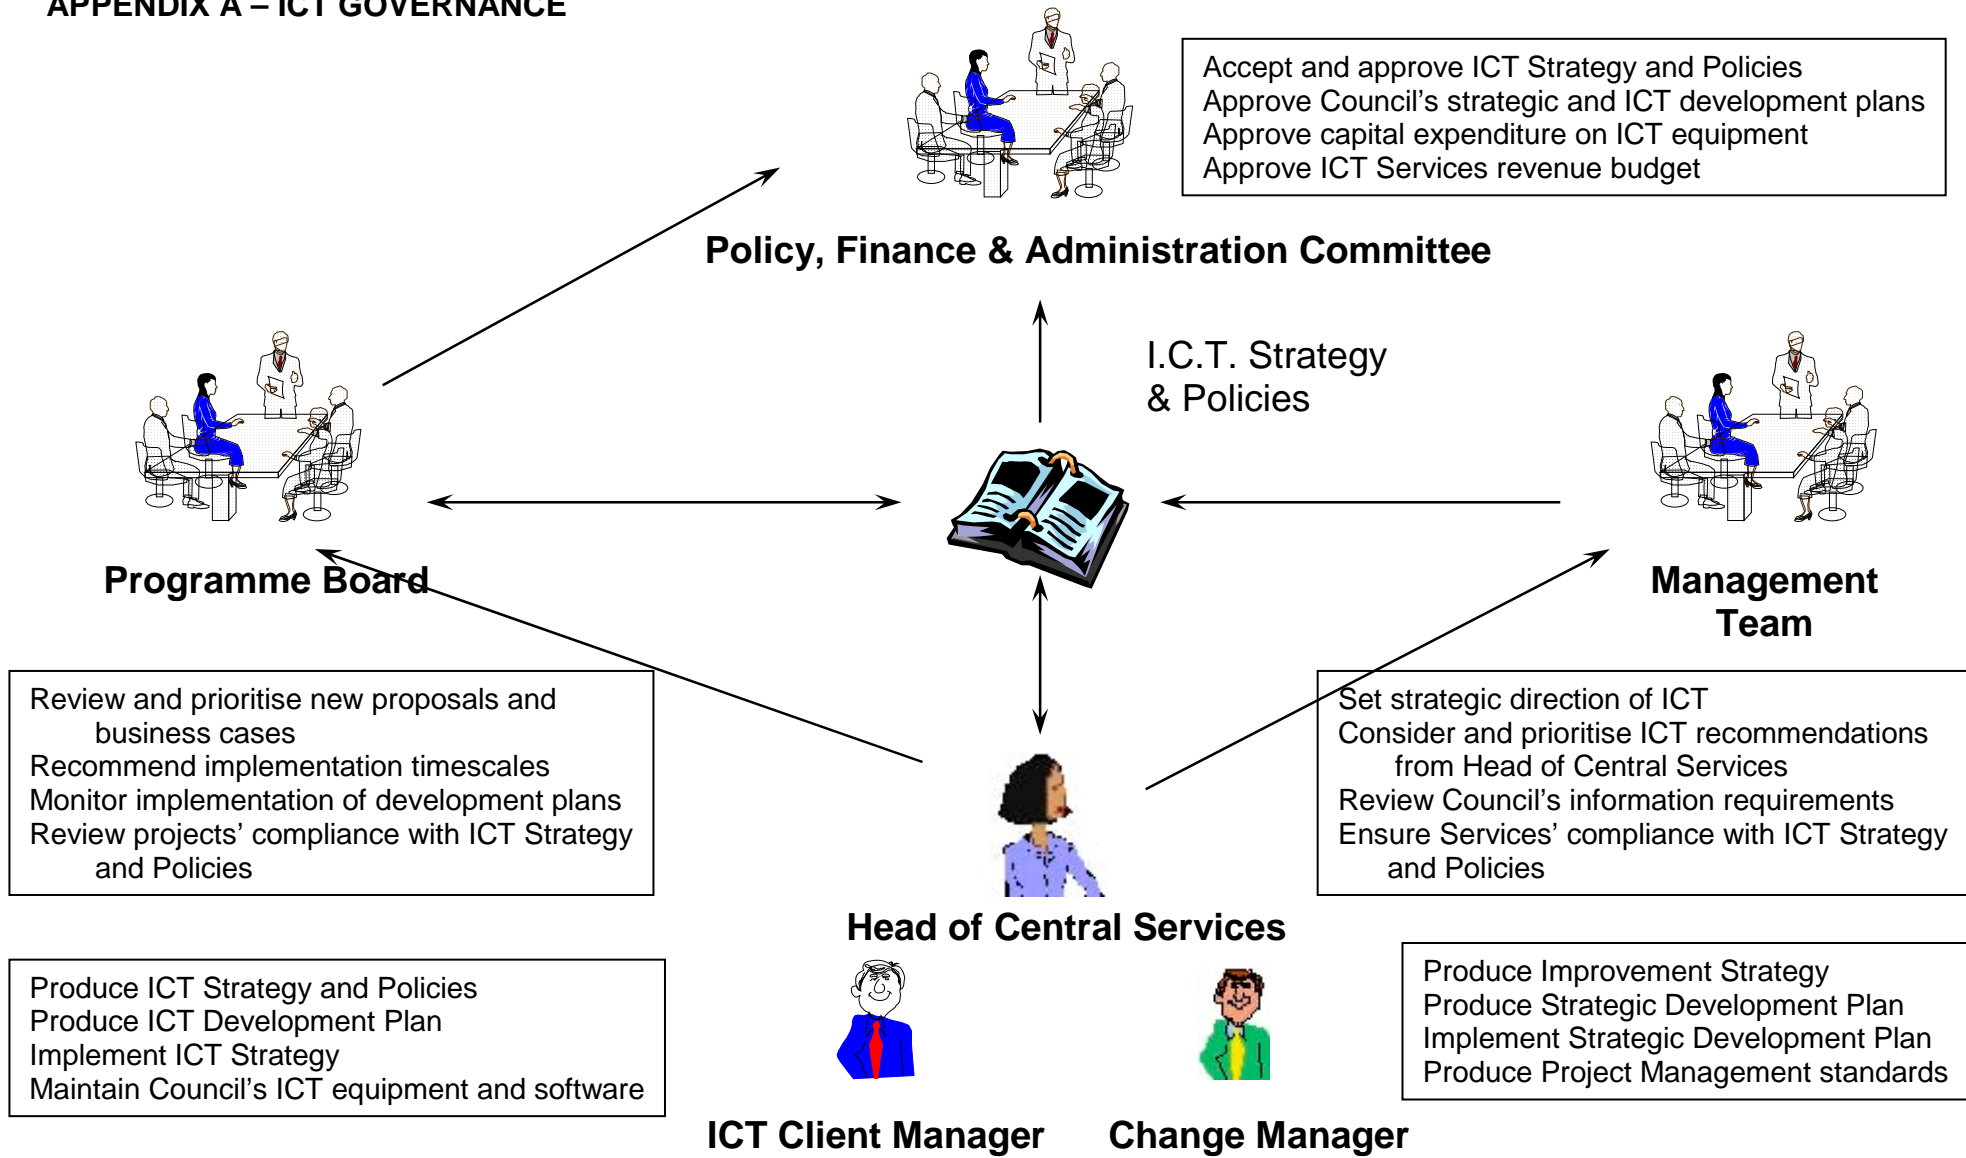 APPENDIX A – ICT GOVERNANCE
Accept and approve ICT Strategy and Policies
Approve Council’s strategic and ICT development plans
Approve capital expenditure on ICT equipment
Approve ICT Services revenue budget
Policy, Finance & Administration Committee
I.C.T. Strategy
& Policies
Programme Board
Management
Team
Review and prioritise new proposals and
business cases
Recommend implementation timescales
Monitor implementation of development plans
Review projects’ compliance with ICT Strategy
and Policies
Set strategic direction of ICT
Consider and prioritise ICT recommendations
from Head of Central Services
Review Council’s information requirements
Ensure Services’ compliance with ICT Strategy
and Policies
Head of Central Services
Produce ICT Strategy and Policies
Produce ICT Development Plan
Implement ICT Strategy
Maintain Council’s ICT equipment and software
Produce Improvement Strategy
Produce Strategic Development Plan
Implement Strategic Development Plan
Produce Project Management standards
ICT Client Manager
Change Manager